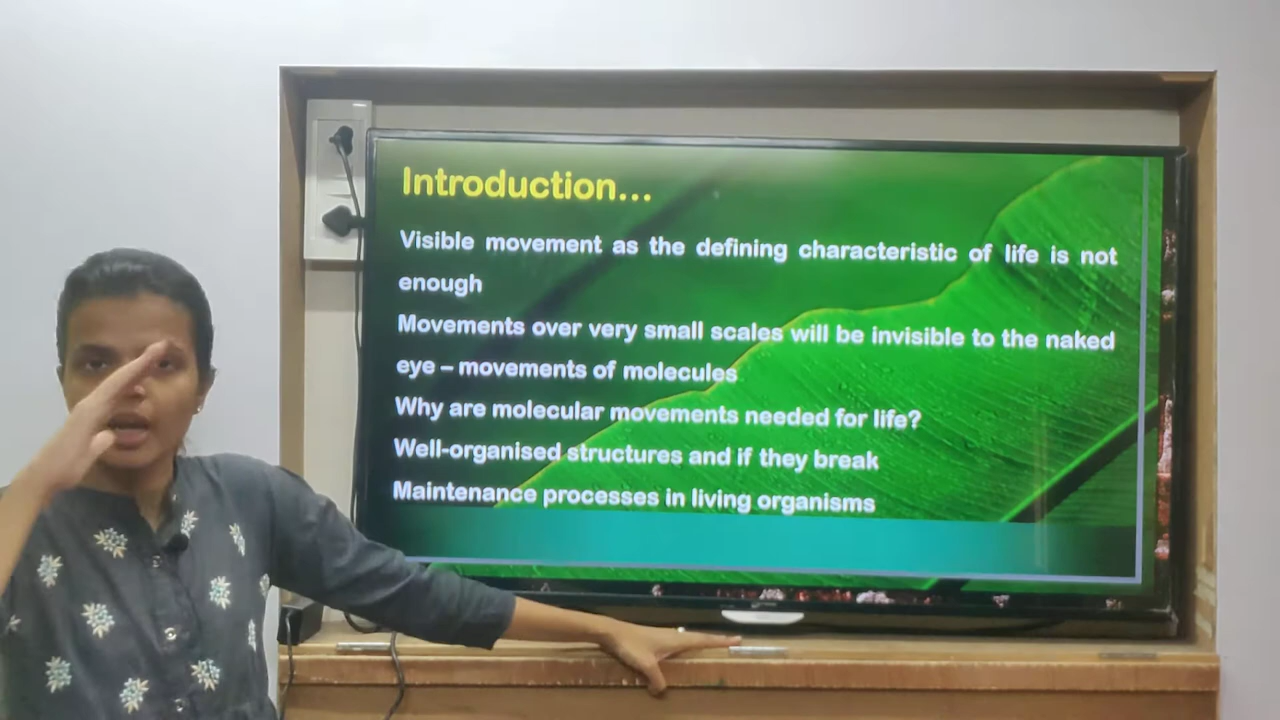 Introduction...
Visible movement as the defining characteristic of life is not
enough
Movements over very small scales will be invisible to the naked
eye – movements of molecules
Why are molecular movements needed for life?
Well-organised structures and if they break
Maintenance processes in living organisms